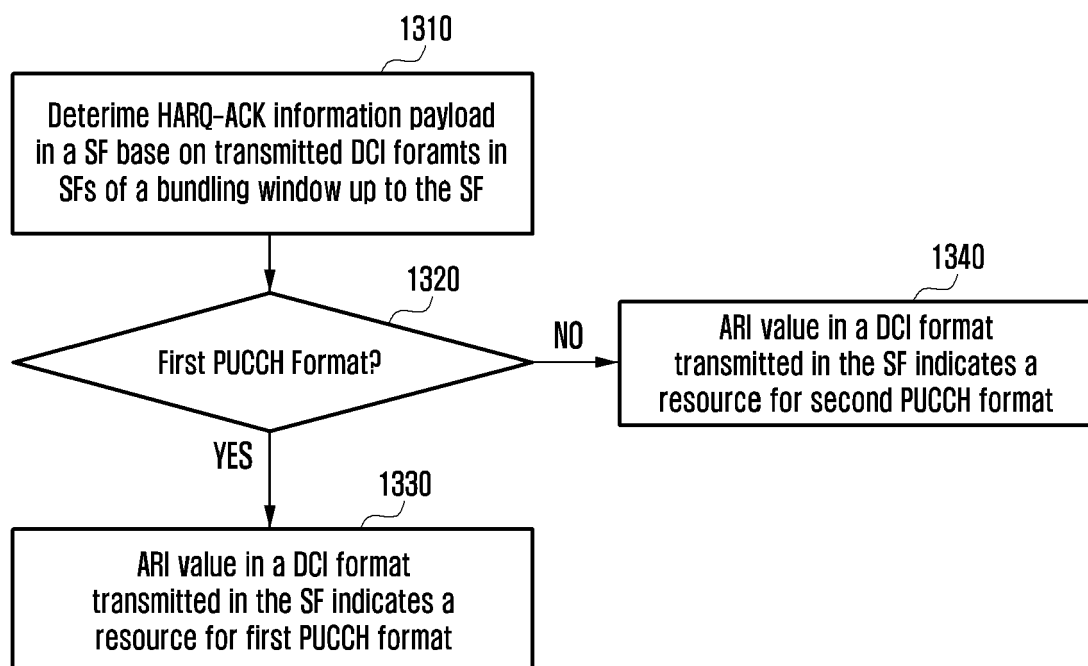 1310
Deterime HARQ-ACK information payload
in a SF base on transmitted DCI foramts in
SFs of a bundling window up to the SF
1320
First PUCCH Format?
NO
1340
ARI value in a DCI format
transmitted in the SF indicates a
resource for second PUCCH format
YES
1330
ARI value in a DCI format
transmitted in the SF indicates a
resource for first PUCCH format